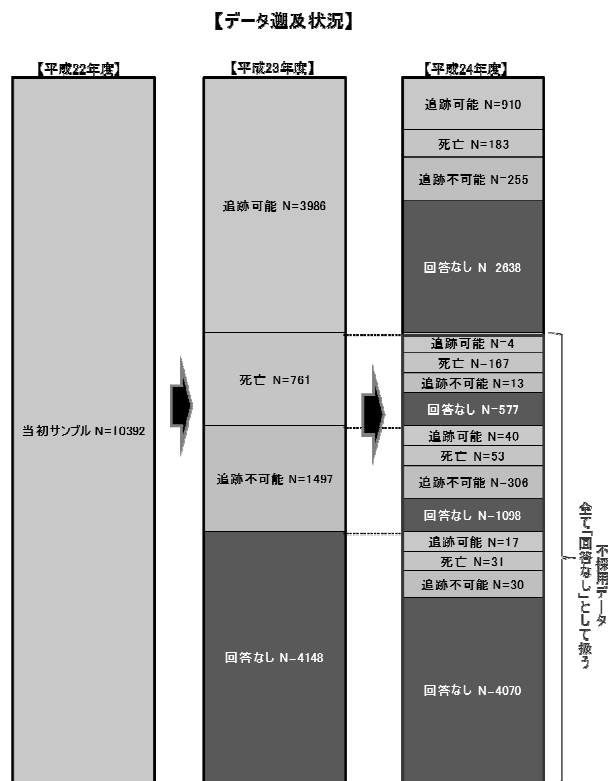 【データ遡及状況】
【平成22年度】
当初サンプル N=10392
【平成23年度】
追跡可能 N=3986
死亡 N=761
追跡不可能 N=1497
回答なし N=4148
【平成24年度】
追跡可能 N=910
死亡 N=183
追跡不可能 N=255
回答なし N=2638
追跡可能 N=4
死亡 N=167
追跡不可能 N=13
回答なし N=577
追跡可能 N=40
死亡 N=53
追跡不可能 N=306
回答なし N=1098
追跡可能 N=17
死亡 N=31
追跡不可能 N=30
回答なし N=4070
不採用データ
全て「回答なし」として扱う